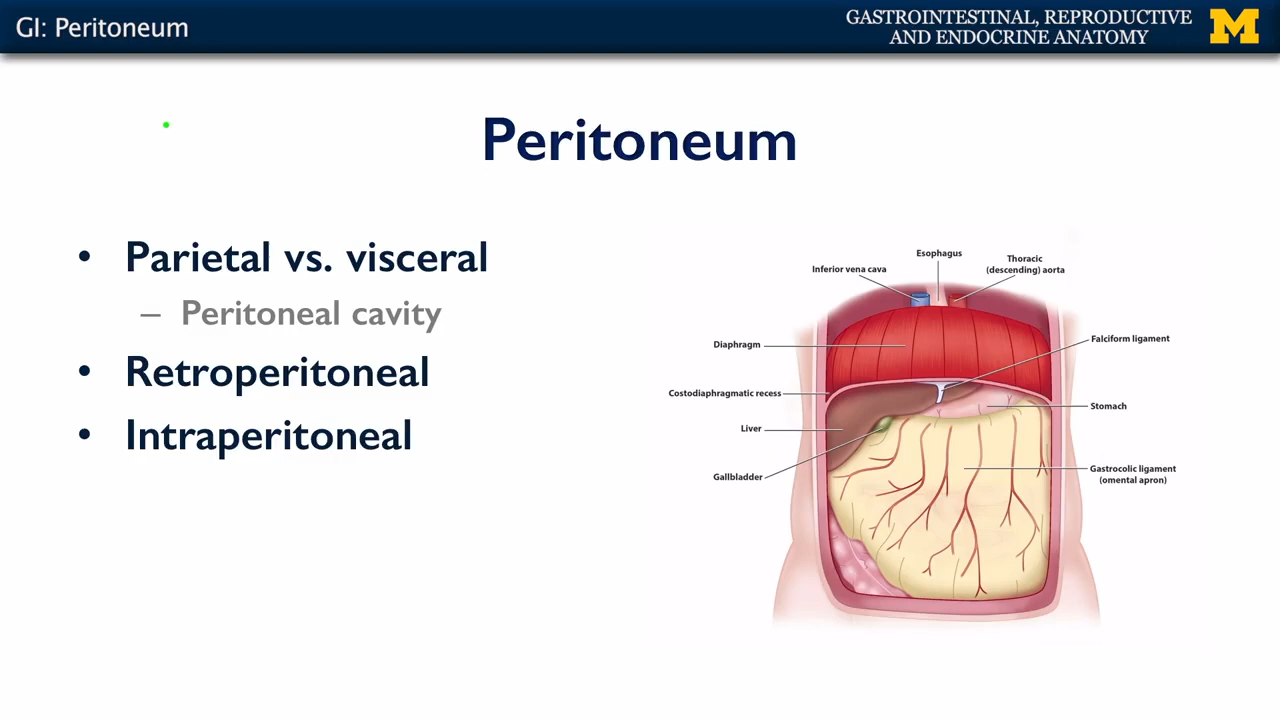 GI: Peritoneum
GASTROINTESTINAL, REPRODUCTIVE
AND ENDOCRINE ANATOMY
M
Peritoneum
• Parietal vs. visceral
– Peritoneal cavity
• Retroperitoneal
• Intraperitoneal
Esophagus
Inferior vena cava
Thoracic
(descending) aorta
Diaphragm
Falciform ligament
Costodiaphragmatic recess
Stomach
Liver
Gastrocolic ligament
(omental apron)
Gallbladder